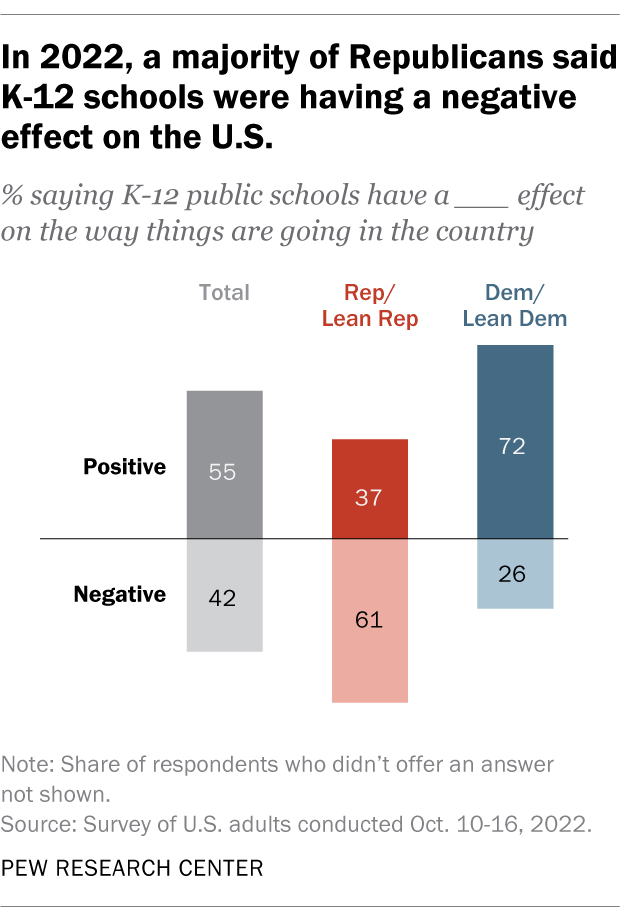 In 2022, a majority of Republicans said
K-12 schools were having a negative
effect on the U.S.
% saying K-12 public schools have a ___ effect
on the way things are going in the country
Total
Rep/
Lean Rep
Dem/
Lean Dem
Positive
55
37
72
Negative
42
61
26
Note: Share of respondents who didn’t offer an answer
not shown.
Source: Survey of U.S. adults conducted Oct. 10-16, 2022.
PEW RESEARCH CENTER